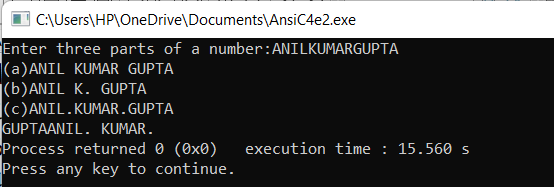 C:\Users\HP\OneDrive\Documents\AnsiC4e2.exe
Enter three parts of a number:ANILKUMARGUPTA
(a)ANIL KUMAR GUPTA
(b)ANIL K. GUPTA
(c)ANIL.KUMAR.GUPTA
GUPTAANIL. KUMAR.
Process returned 0 (0x0)   execution time : 15.560 s
Press any key to continue.